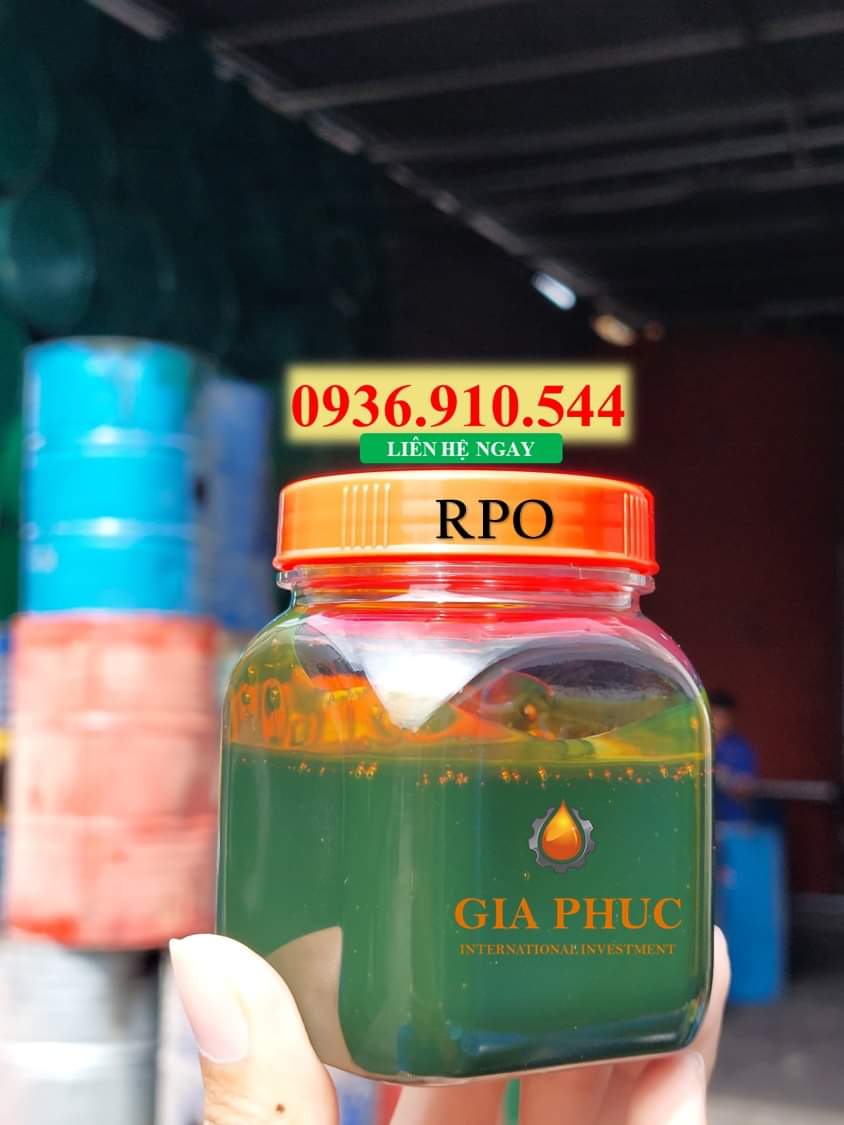 0936.910.544
LIÊN HỆ NGAY
RPO
GIA PHUC
INTERNATIONAL INVESTMENT